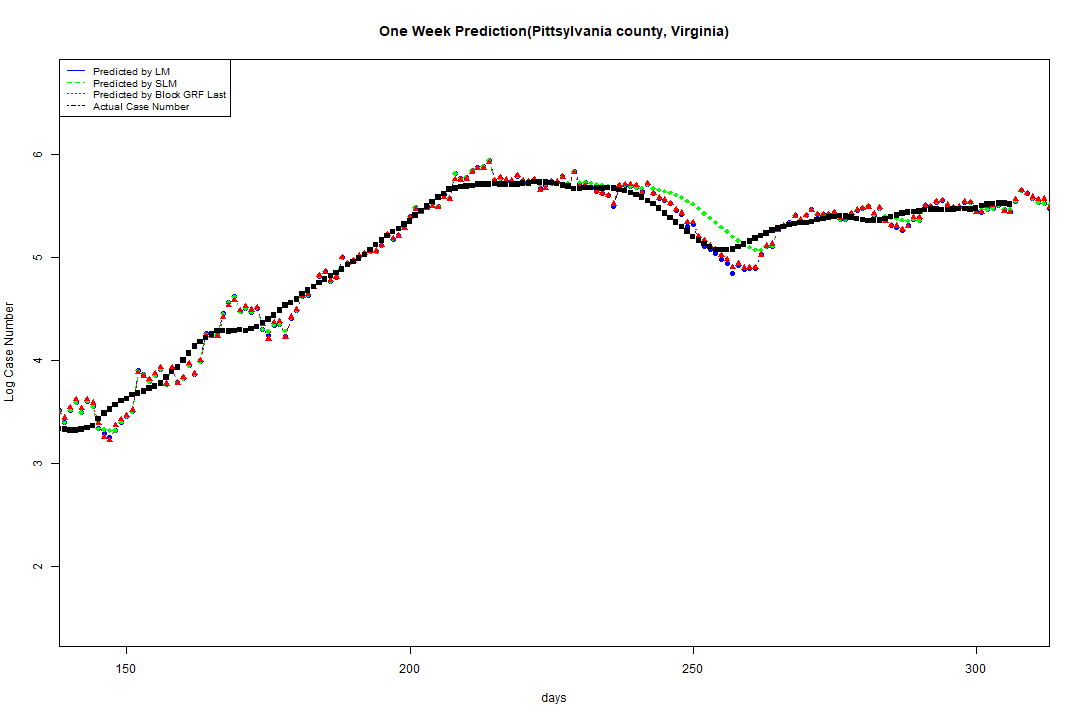 One Week Prediction(Pittsylvania county, Virginia)
Predicted by LM
Predicted by SLM
Predicted by Block GRF Last
Actual Case Number
6
5
4
3
2
Log Case Number
150 200 250 300
days